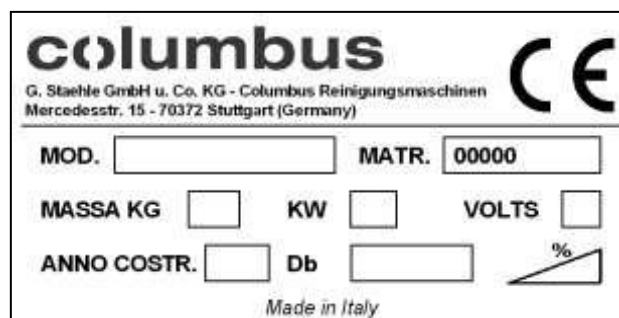 columbus
CE
G. Staehle GmbH u. Co. KG - Columbus Reinigungsmaschinen
Mercedesstr. 15 - 70372 Stuttgart (Germany)
MOD. MATR. 00000
MASSA KG KW VOLTS
ANNO COSTR. Db %
Made in Italy